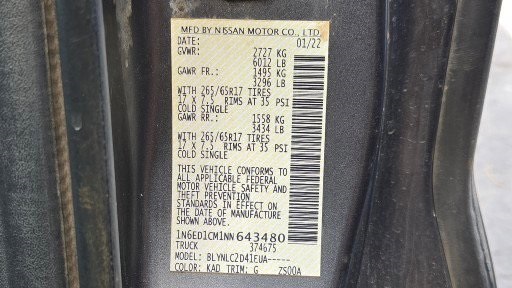 MFD BY NISSAN MOTOR CO., LTD.
DATE: 01/22
GVWR: 2727 KG
6012 LB
GAWR FR.: 1495 KG
3296 LB
WITH 265/65R17 TIRES
17 X 7.5 RIMS AT 35 PSI
COLD SINGLE
GAWR RR.: 1558 KG
3434 LB
WITH 265/65R17 TIRES
17 X 7.5 RIMS AT 35 PSI
COLD SINGLE
THIS VEHICLE CONFORMS TO
ALL APPLICABLE FEDERAL
MOTOR VEHICLE SAFETY AND
THEFT PREVENTION
STANDARDS IN EFFECT ON
THE DATE OF MANUFACTURE
SHOWN ABOVE.
1N6ED1CM1NN643480
TRUCK 374675
MODEL: BLYNLC2D41EUA-----
COLOR: KAD TRIM: G ZS00A